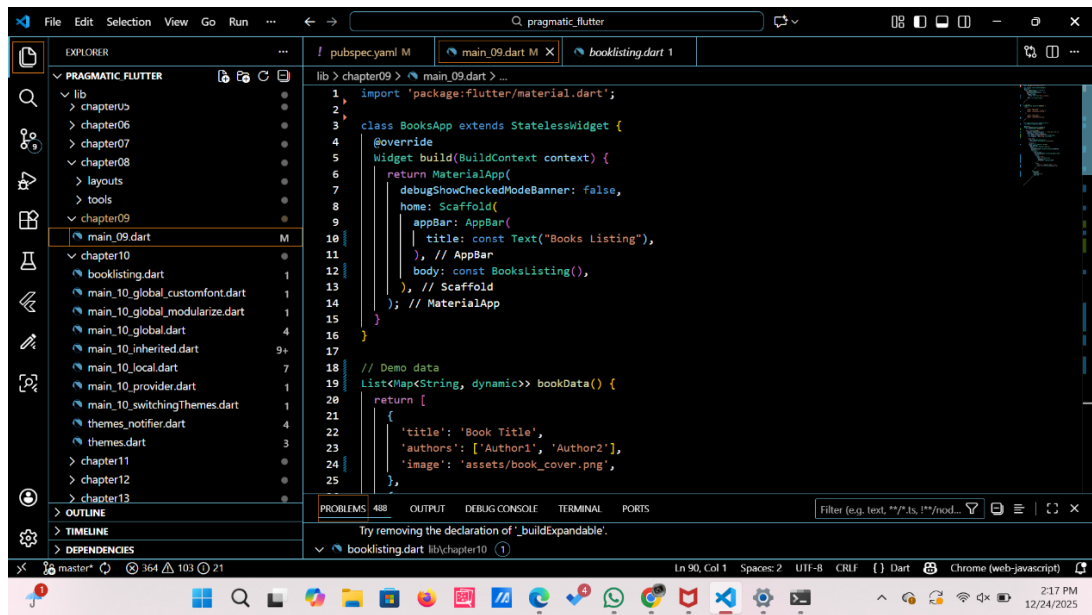 File Edit Selection View Go Run ···
pragmatic_flutter
EXPLORER ···
PRAGMATIC_FLUTTER
lib
chapter05
chapter06
chapter07
chapter08
layouts
tools
chapter09
main_09.dart M
chapter10
booklisting.dart 1
main_10_global_customfont.dart 1
main_10_global_modularize.dart 1
main_10_global.dart 4
main_10_inherited.dart 9+
main_10_local.dart 7
main_10_provider.dart 1
main_10_switchingThemes.dart 1
themes_notifier.dart 4
themes.dart 3
chapter11
chapter12
chapter13
OUTLINE
TIMELINE
DEPENDENCIES
9
! pubspec.yaml M main_09.dart M booklisting.dart 1 ···
lib > chapter09 > main_09.dart > ...
1 import 'package:flutter/material.dart';
2
3 class BooksApp extends StatelessWidget {
4 @override
5 Widget build(BuildContext context) {
6 return MaterialApp(
7 debugShowCheckedModeBanner: false,
8 home: Scaffold(
9 appBar: AppBar(
10 title: const Text("Books Listing"),
11 ), // AppBar
12 body: const BooksListing(),
13 ), // Scaffold
14 ); // MaterialApp
15 }
16 }
17
18 // Demo data
19 List<Map<String, dynamic>> bookData() {
20 return [
21 {
22 'title': 'Book Title',
23 'authors': ['Author1', 'Author2'],
24 'image': 'assets/book_cover.png',
25 },
PROBLEMS 488 OUTPUT DEBUG CONSOLE TERMINAL PORTS Filter (e.g. text, **/*.ts, !**/nod...
Try removing the declaration of '_buildExpandable'.
booklisting.dart lib\chapter10 1
master* 364 103 21 Ln 90, Col 1 Spaces: 2 UTF-8 CRLF {} Dart Chrome (web-javascript)
4
2:17 PM
12/24/2025